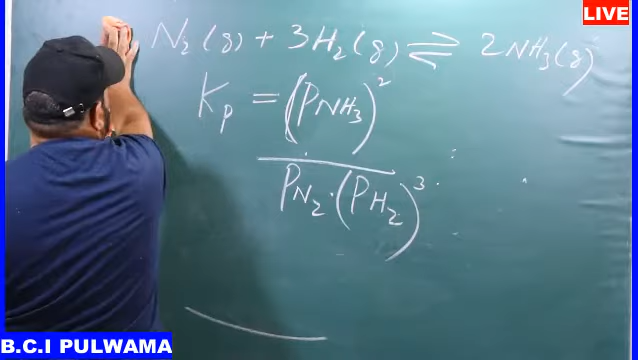 LIVE
N₂(g) + 3H₂(g) ⇌ 2NH₃(g)
Kp = (PNH₃)²
PN₂·(PH₂)³
B.C.I PULWAMA